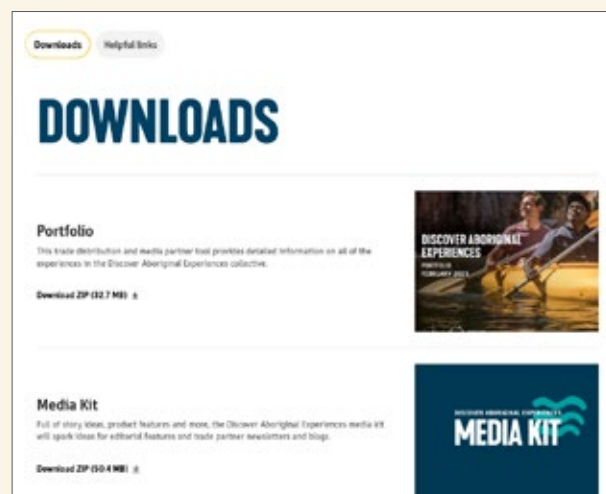 Downloads
Helpful links
DOWNLOADS
Portfolio
This trade distribution and media partner tool provides detailed information on all of the
experiences in the Discover Aboriginal Experiences collective.
Download ZIP (32.7 MB)
DISCOVER ABORIGINAL
EXPERIENCES
PORTFOLIO
FEBRUARY 2023
Media Kit
Full of story ideas, product features and more, the Discover Aboriginal Experiences media kit
will spark ideas for editorial features and trade partner newsletters and blogs.
Download ZIP (50.4 MB)
DISCOVER ABORIGINAL EXPERIENCES
MEDIA KIT